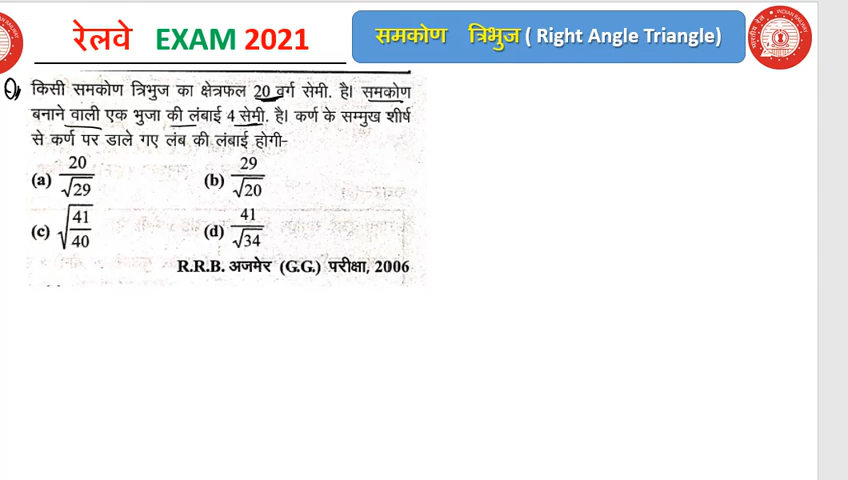 रेलवे EXAM 2021
समकोण त्रिभुज ( Right Angle Triangle)
Q, किसी समकोण त्रिभुज का क्षेत्रफल 20 वर्ग सेमी. है। समकोण
बनाने वाली एक भुजा की लंबाई 4 सेमी. है। कर्ण के सम्मुख शीर्ष
से कर्ण पर डाले गए लंब की लंबाई होगी-
(a) 20/√29 (b) 29/√20
(c) √(41/40) (d) 41/√34
R.R.B. अजमेर (G.G.) परीक्षा, 2006